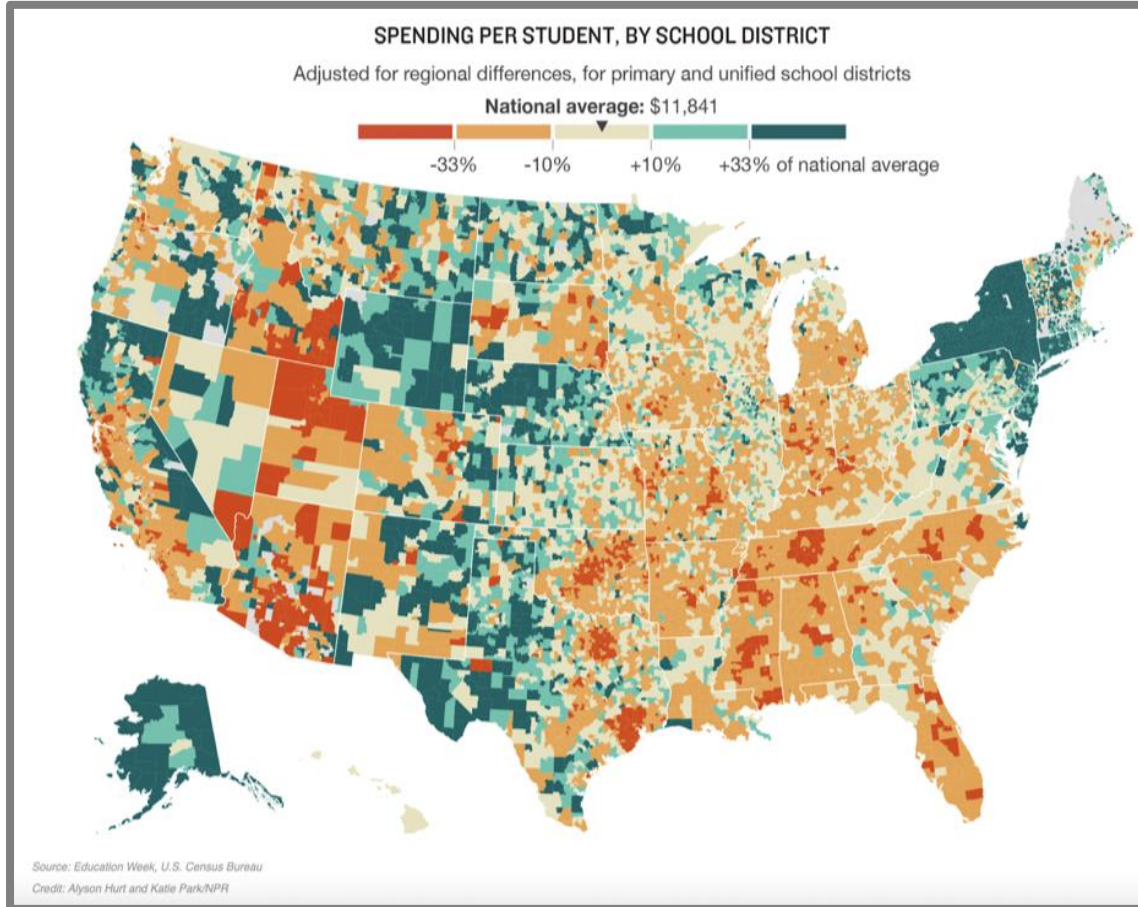 SPENDING PER STUDENT, BY SCHOOL DISTRICT
Adjusted for regional differences, for primary and unified school districts
National average: $11,841
-33% -10% +10% +33% of national average
Source: Education Week, U.S. Census Bureau
Credit: Alyson Hurt and Katie Park/NPR